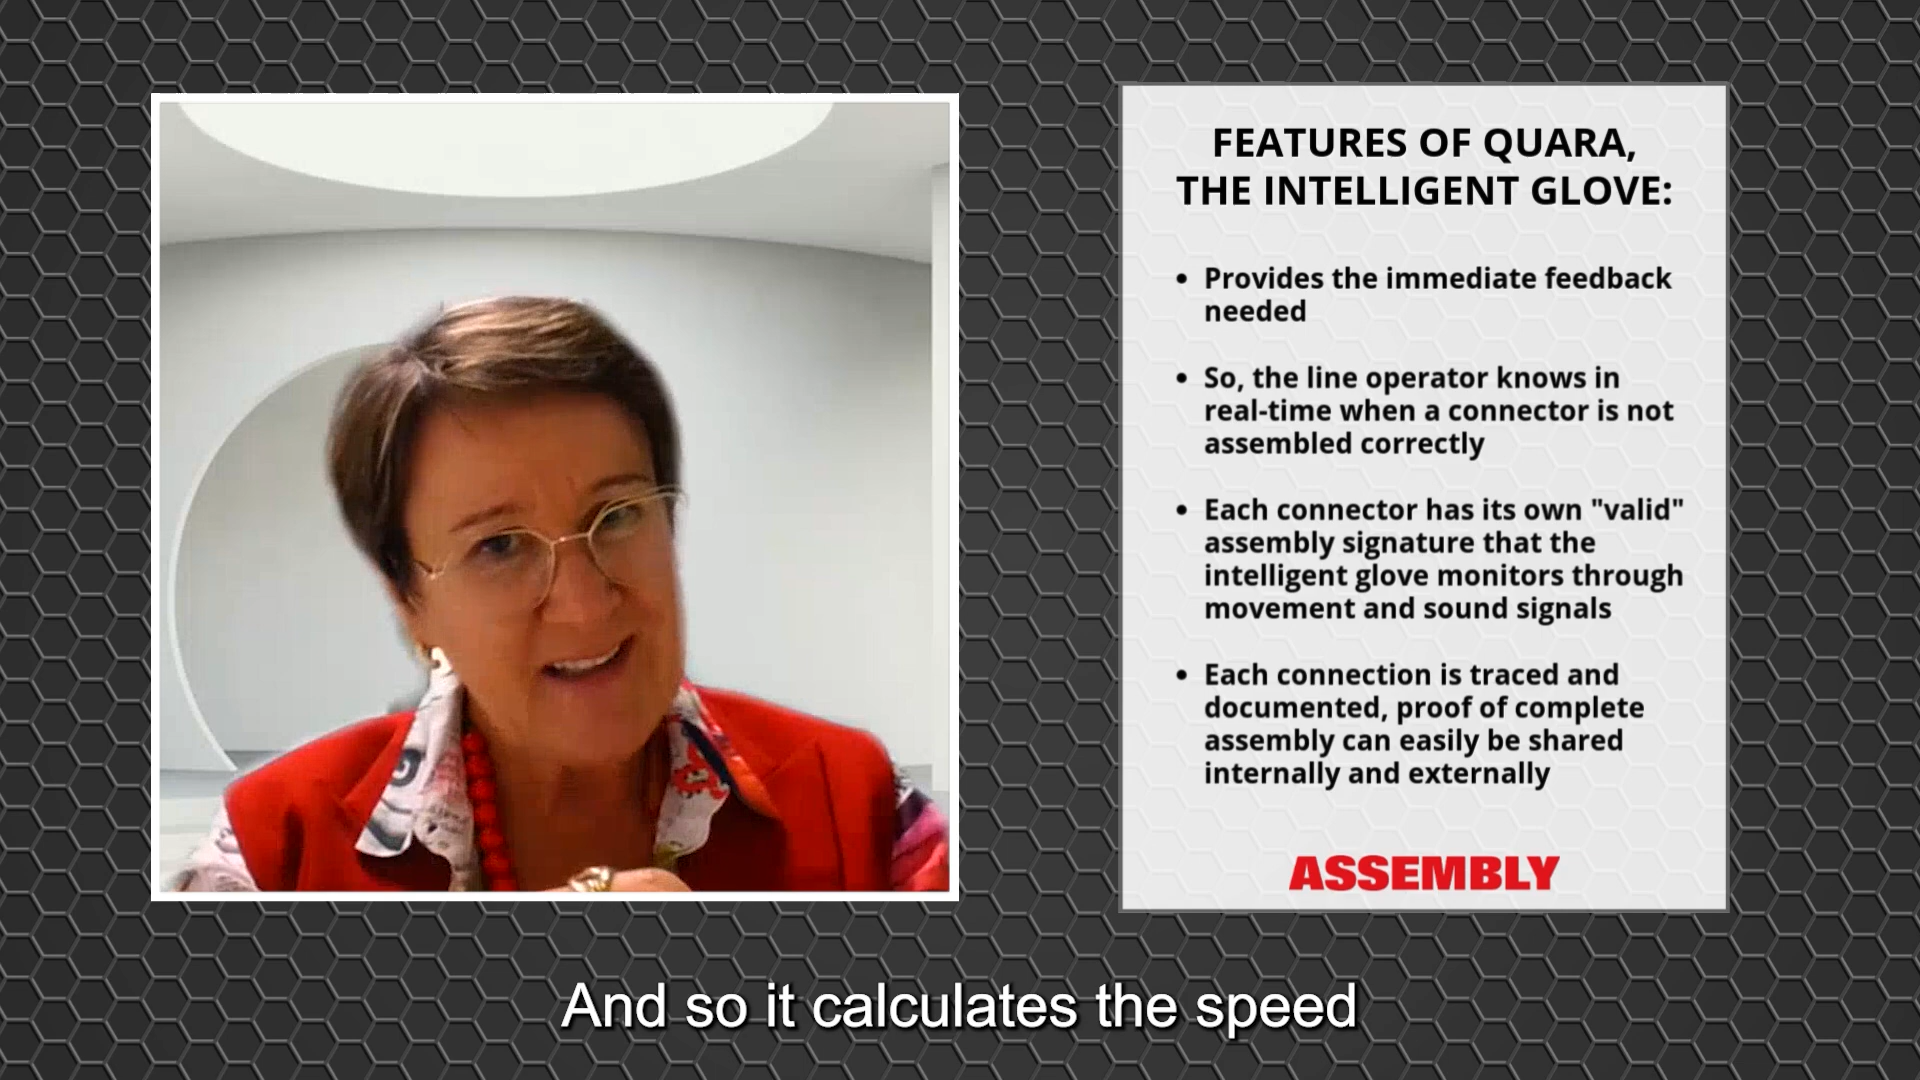 FEATURES OF QUARA,
THE INTELLIGENT GLOVE:
• Provides the immediate feedback
needed
• So, the line operator knows in
real-time when a connector is not
assembled correctly
• Each connector has its own "valid"
assembly signature that the
intelligent glove monitors through
movement and sound signals
• Each connection is traced and
documented, proof of complete
assembly can easily be shared
internally and externally
ASSEMBLY
And so it calculates the speed